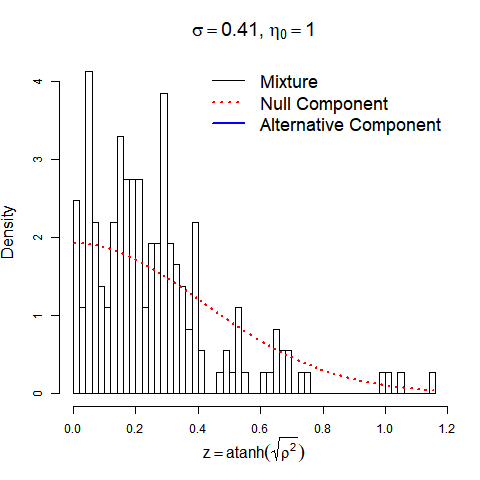 σ = 0.41, η₀ = 1
Mixture
Null Component
Alternative Component
Density
4
3
2
1
0
0.0 0.2 0.4 0.6 0.8 1.0 1.2
z = atanh(√ρ²)